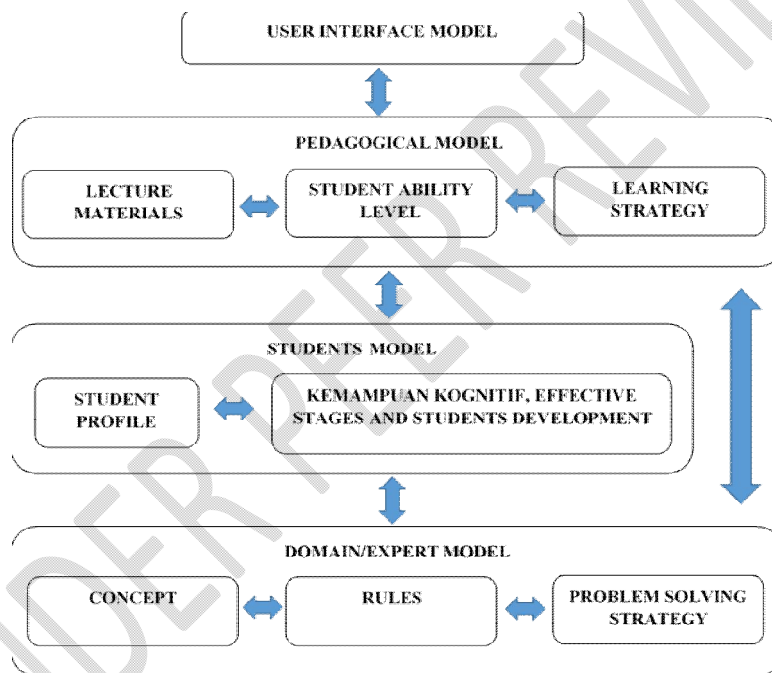 USER INTERFACE MODEL
PEDAGOGICAL MODEL
LECTURE
MATERIALS
STUDENT ABILITY
LEVEL
LEARNING
STRATEGY
STUDENTS MODEL
STUDENT
PROFILE
KEMAMPUAN KOGNITIF, EFFECTIVE
STAGES AND STUDENTS DEVELOPMENT
DOMAIN/EXPERT MODEL
CONCEPT
RULES
PROBLEM SOLVING
STRATEGY
PEER